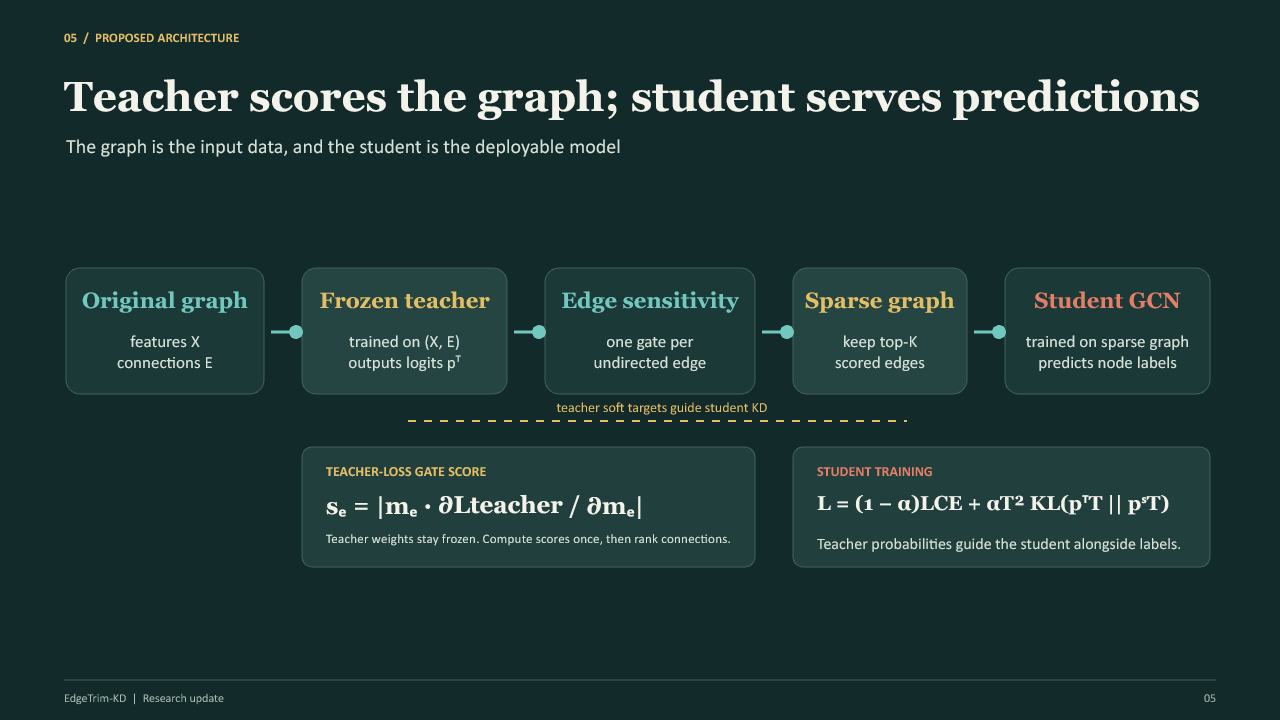 05 / PROPOSED ARCHITECTURE
Teacher scores the graph; student serves predictions
The graph is the input data, and the student is the deployable model
Original graph
features X
connections E
Frozen teacher
trained on (X, E)
outputs logits pᵀ
Edge sensitivity
one gate per
undirected edge
Sparse graph
keep top-K
scored edges
Student GCN
trained on sparse graph
predicts node labels
teacher soft targets guide student KD
TEACHER-LOSS GATE SCORE
sₑ = |mₑ · ∂Lteacher / ∂mₑ|
Teacher weights stay frozen. Compute scores once, then rank connections.
STUDENT TRAINING
L = (1 − α)LCE + αT² KL(pᵀT || pˢT)
Teacher probabilities guide the student alongside labels.
EdgeTrim-KD | Research update
05